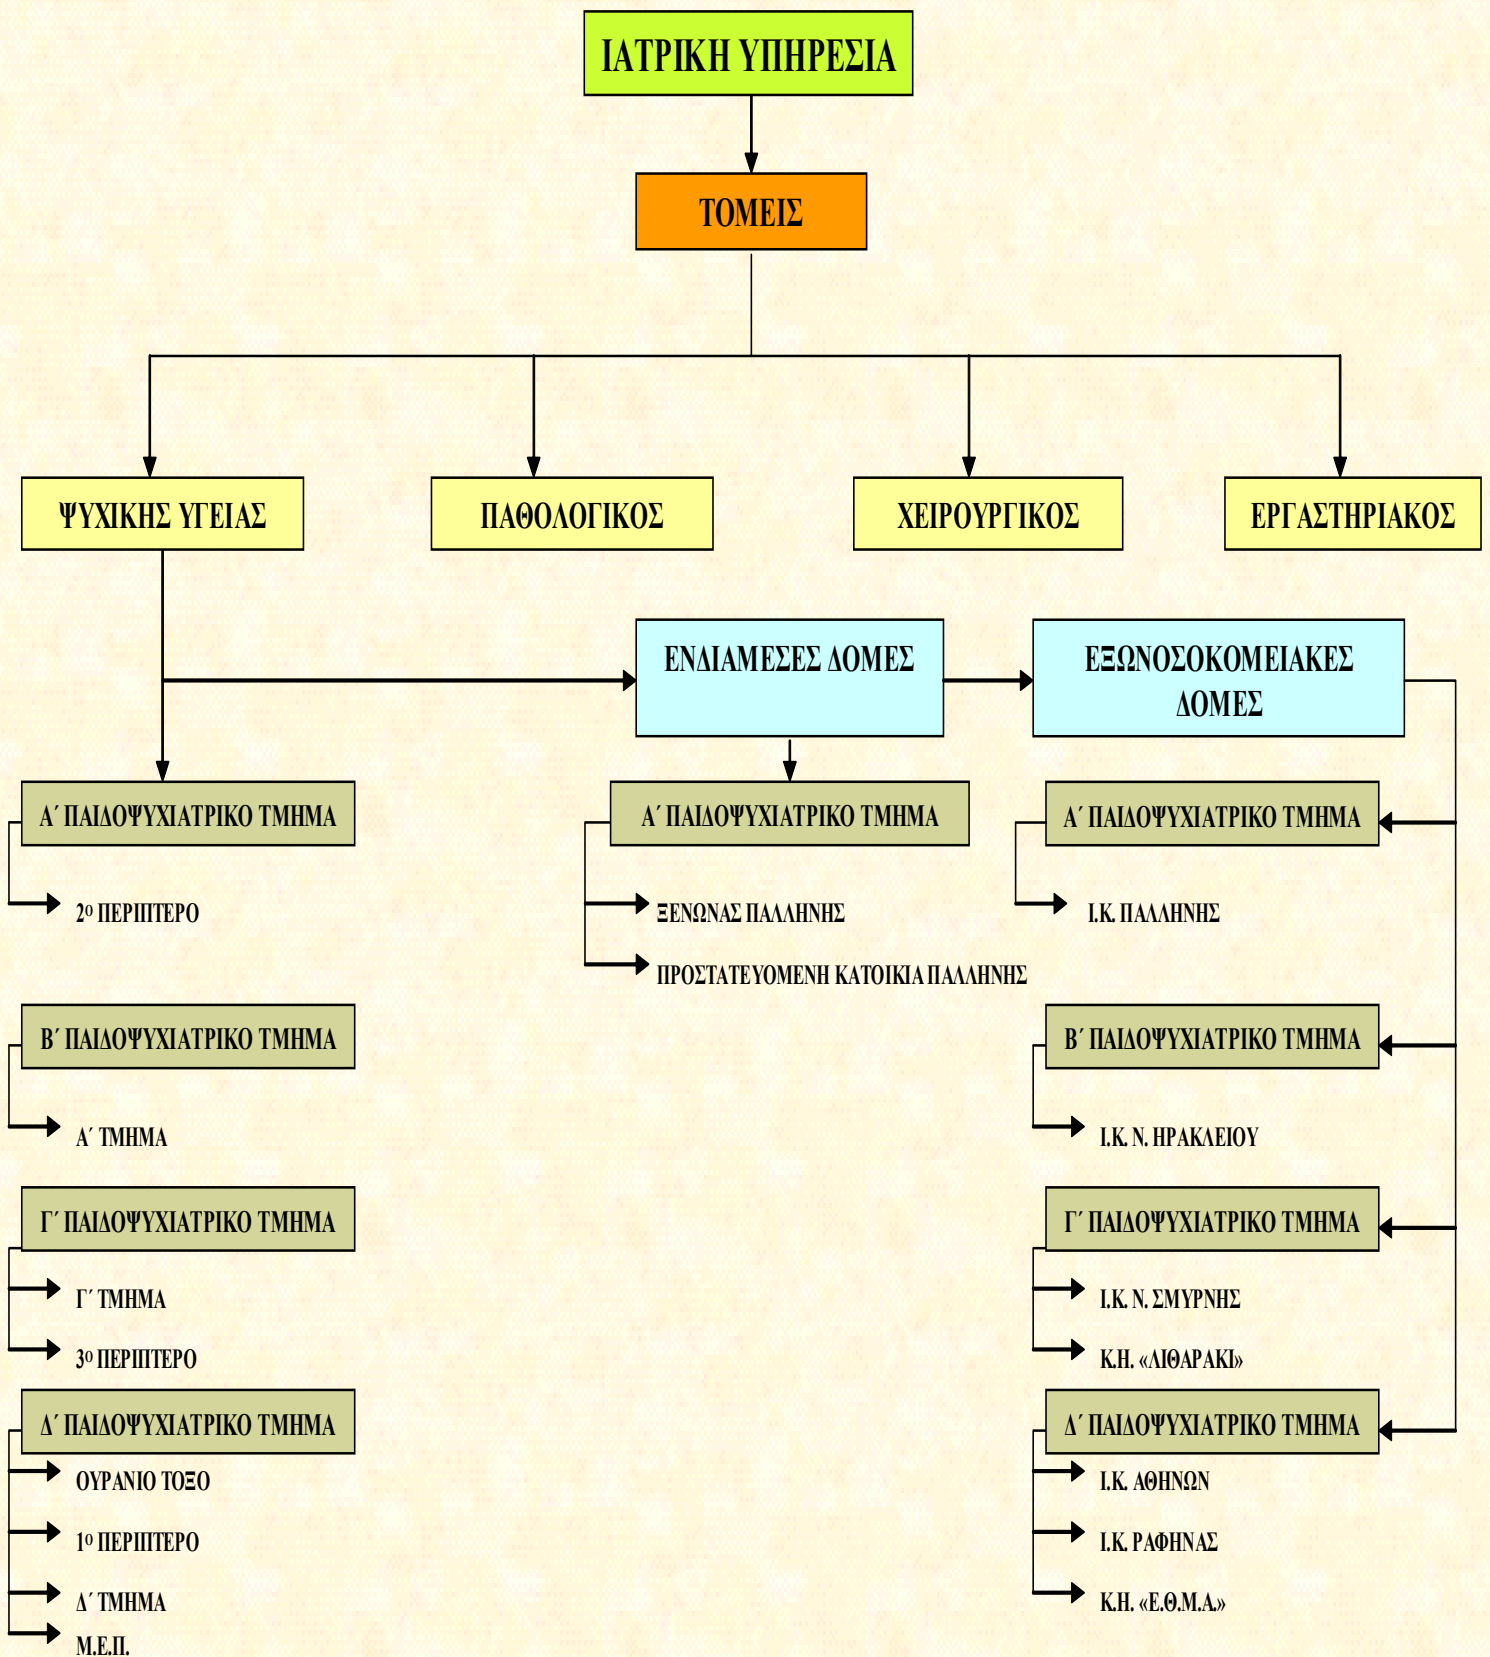 ΙΑΤΡΙΚΗ ΥΠΗΡΕΣΙΑ
ΤΟΜΕΙΣ
ΨΥΧΙΚΗΣ ΥΓΕΙΑΣ
ΠΑΘΟΛΟΓΙΚΟΣ
ΧΕΙΡΟΥΡΓΙΚΟΣ
ΕΡΓΑΣΤΗΡΙΑΚΟΣ
ΕΝΔΙΑΜΕΣΕΣ ΔΟΜΕΣ
ΕΞΩΝΟΣΟΚΟΜΕΙΑΚΕΣ
ΔΟΜΕΣ
Α΄ ΠΑΙΔΟΨΥΧΙΑΤΡΙΚΟ ΤΜΗΜΑ
2ο ΠΕΡΙΠΤΕΡΟ
Β΄ ΠΑΙΔΟΨΥΧΙΑΤΡΙΚΟ ΤΜΗΜΑ
Α΄ ΤΜΗΜΑ
Γ΄ ΠΑΙΔΟΨΥΧΙΑΤΡΙΚΟ ΤΜΗΜΑ
Γ΄ ΤΜΗΜΑ
3ο ΠΕΡΙΠΤΕΡΟ
Δ΄ ΠΑΙΔΟΨΥΧΙΑΤΡΙΚΟ ΤΜΗΜΑ
ΟΥΡΑΝΙΟ ΤΟΞΟ
1ο ΠΕΡΙΠΤΕΡΟ
Δ΄ ΤΜΗΜΑ
Μ.Ε.Π.
Α΄ ΠΑΙΔΟΨΥΧΙΑΤΡΙΚΟ ΤΜΗΜΑ
ΞΕΝΩΝΑΣ ΠΑΛΛΗΝΗΣ
ΠΡΟΣΤΑΤΕΥΟΜΕΝΗ ΚΑΤΟΙΚΙΑ ΠΑΛΛΗΝΗΣ
Α΄ ΠΑΙΔΟΨΥΧΙΑΤΡΙΚΟ ΤΜΗΜΑ
Ι.Κ. ΠΑΛΛΗΝΗΣ
Β΄ ΠΑΙΔΟΨΥΧΙΑΤΡΙΚΟ ΤΜΗΜΑ
Ι.Κ. Ν. ΗΡΑΚΛΕΙΟΥ
Γ΄ ΠΑΙΔΟΨΥΧΙΑΤΡΙΚΟ ΤΜΗΜΑ
Ι.Κ. Ν. ΣΜΥΡΝΗΣ
Κ.Η. «ΛΙΘΑΡΑΚΙ»
Δ΄ ΠΑΙΔΟΨΥΧΙΑΤΡΙΚΟ ΤΜΗΜΑ
Ι.Κ. ΑΘΗΝΩΝ
Ι.Κ. ΡΑΦΗΝΑΣ
Κ.Η. «Ε.Θ.Μ.Α.»